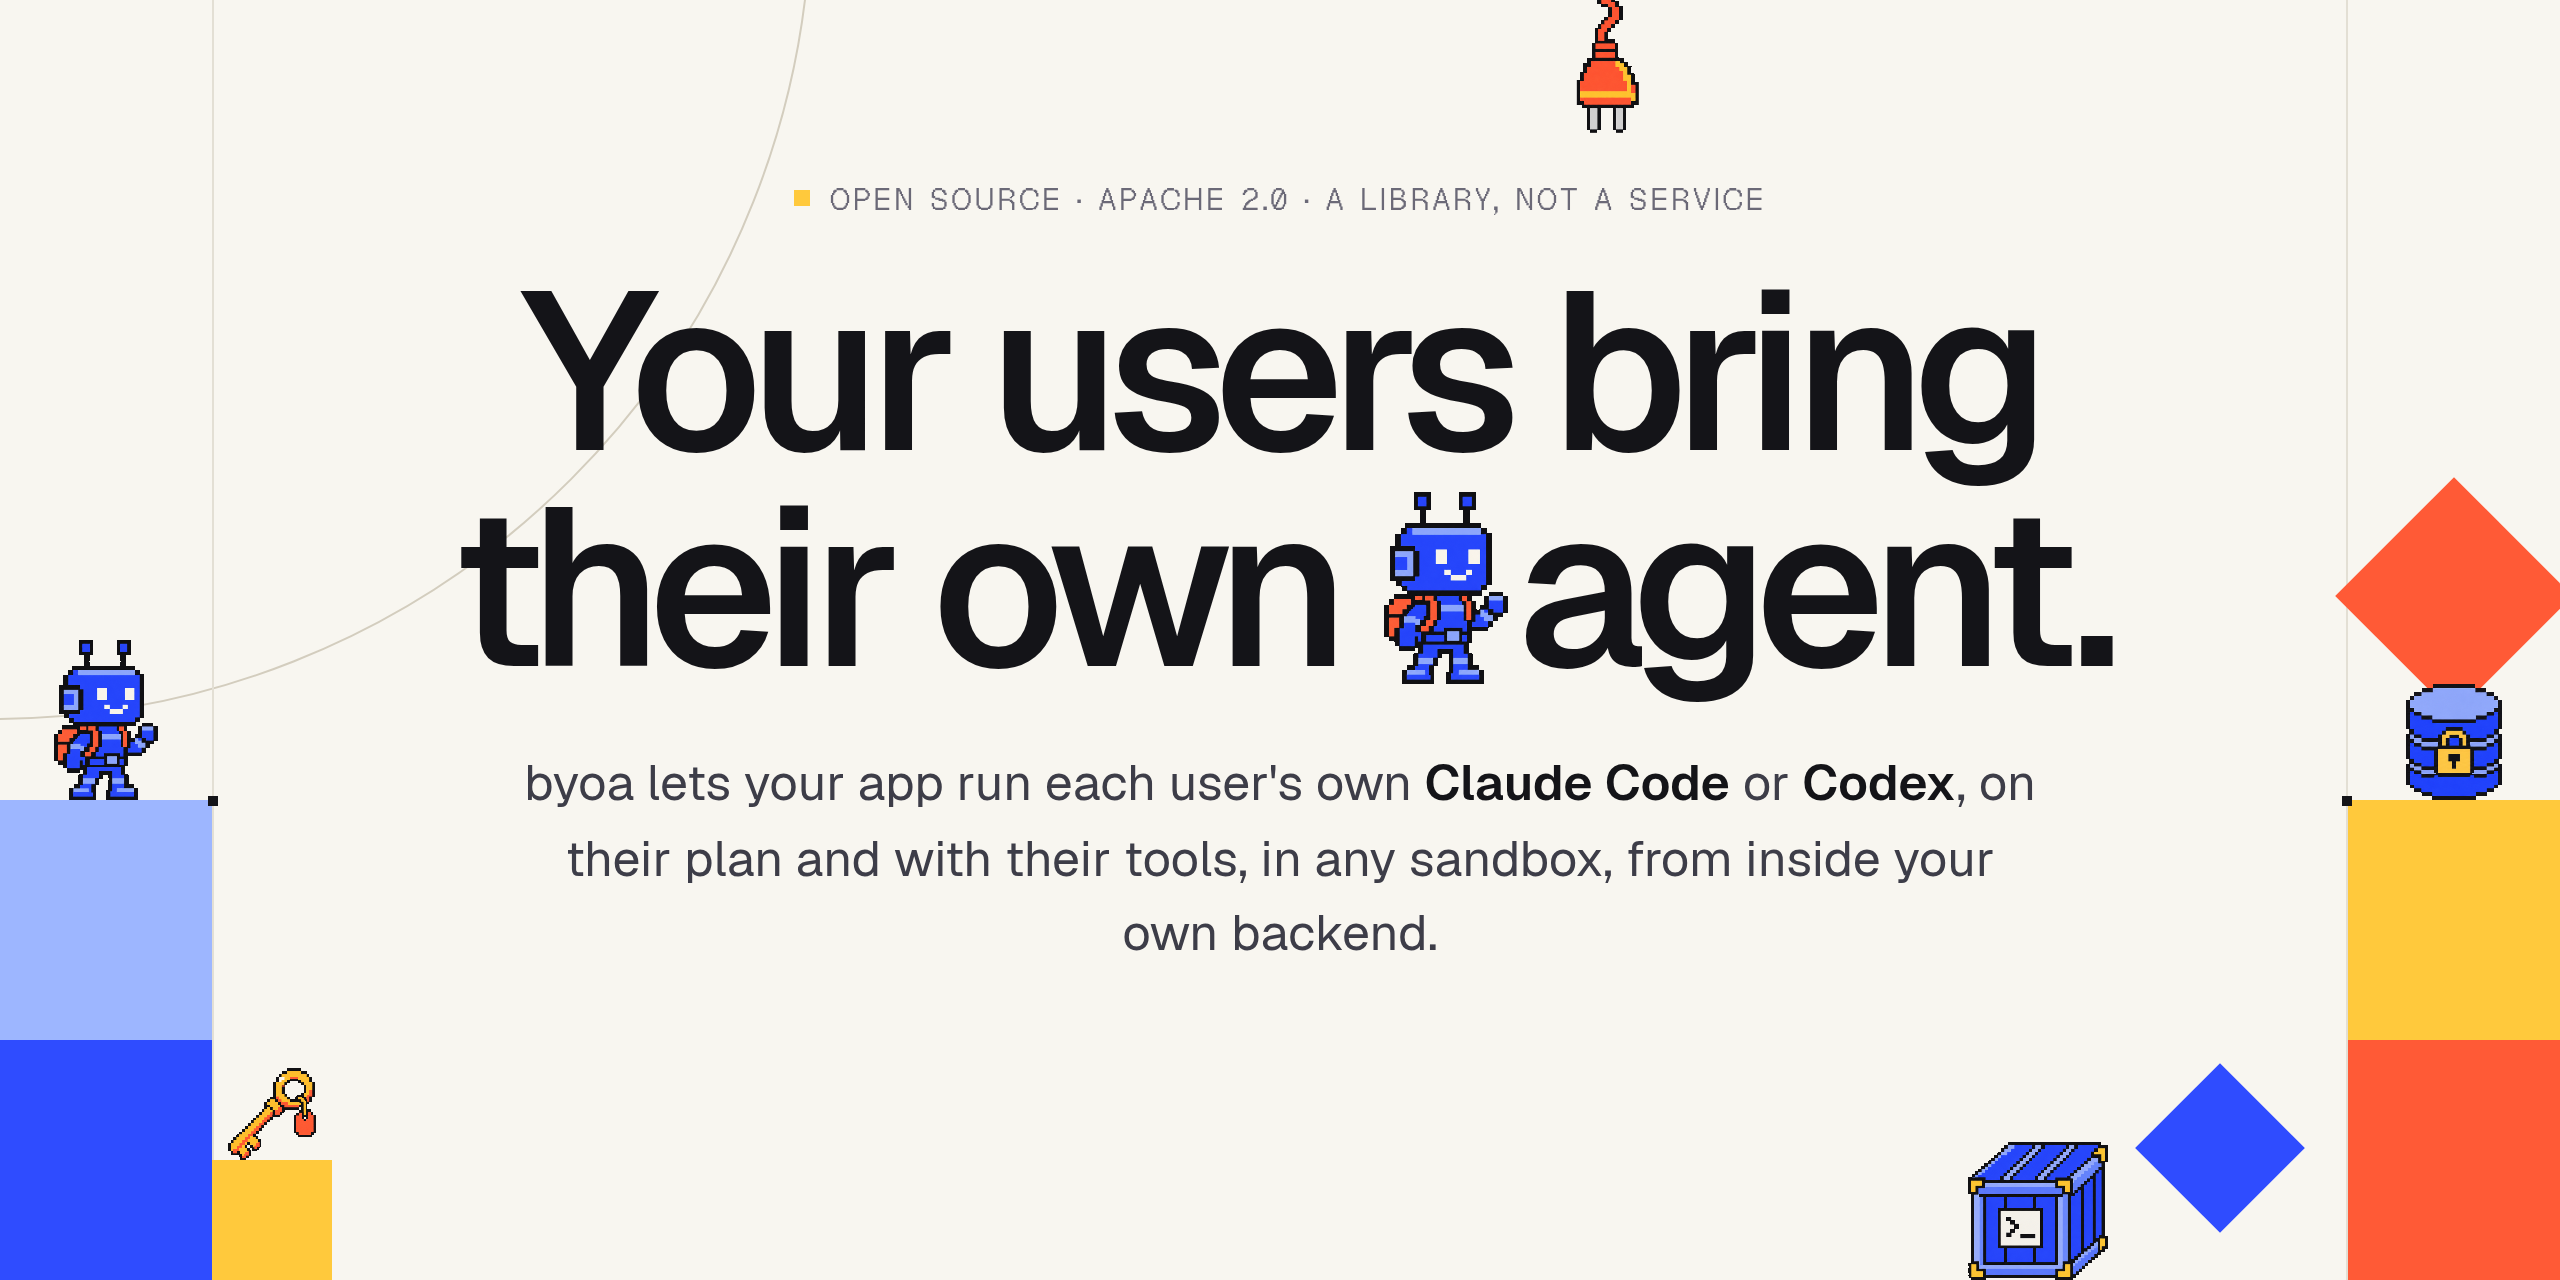 OPEN SOURCE · APACHE 2.0 · A LIBRARY, NOT A SERVICE
Your users bring
their own agent.
byoa lets your app run each user's own Claude Code or Codex, on
their plan and with their tools, in any sandbox, from inside your
own backend.
>_